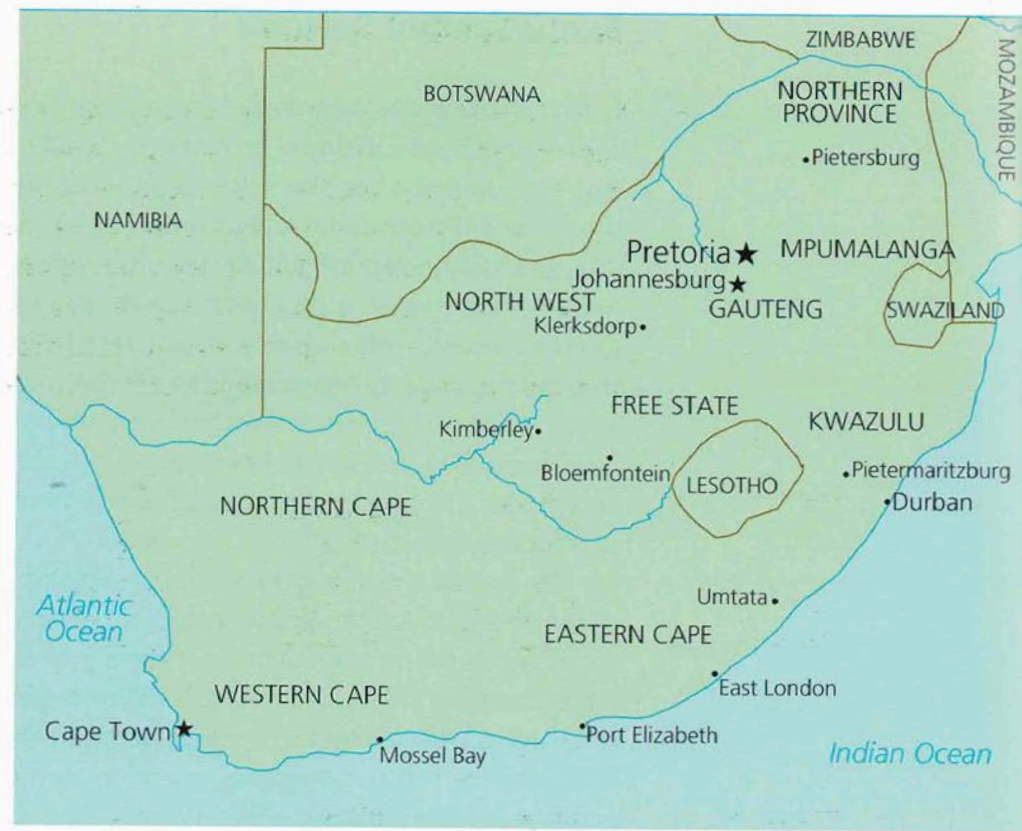 ZIMBABWE
MOZAMBIQUE
BOTSWANA
NORTHERN
PROVINCE
Pietersburg
NAMIBIA
Pretoria
MPUMALANGA
Johannesburg
NORTH WEST
GAUTENG
SWAZILAND
Klerksdorp
FREE STATE
KWAZULU
Kimberley
Bloemfontein
Pietermaritzburg
LESOTHO
NORTHERN CAPE
Durban
Umtata
Atlantic
Ocean
EASTERN CAPE
East London
WESTERN CAPE
Cape Town
Port Elizabeth
Mossel Bay
Indian Ocean